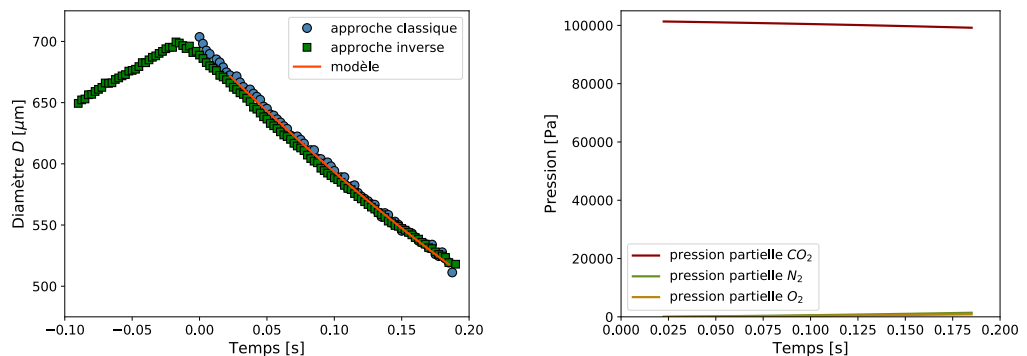 700
650
600
550
500
Diamètre D [μm]
approche classique
approche inverse
modèle
−0.10
−0.05
0.00
0.05
0.10
0.15
0.20
Temps [s]
100000
80000
60000
40000
20000
0
Pression [Pa]
pression partielle CO₂
pression partielle N₂
pression partielle O₂
0.000
0.025
0.050
0.075
0.100
0.125
0.150
0.175
0.200
Temps [s]